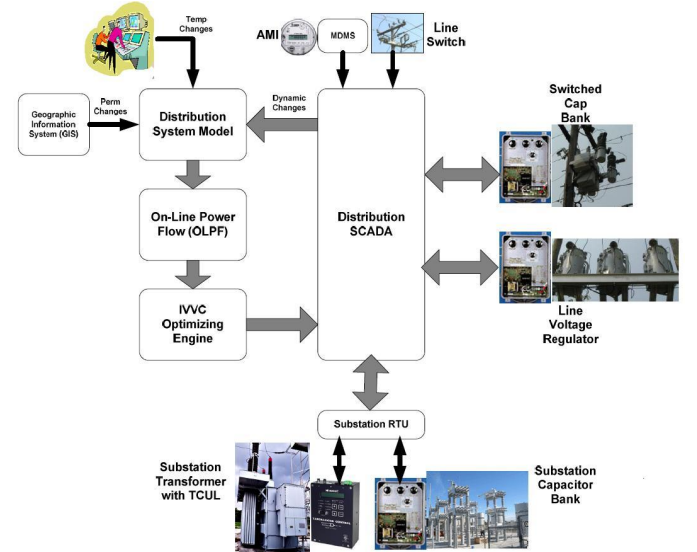 Temp
Changes
AMI
MDMS
Line
Switch
Geographic
Information
System (GIS)
Perm
Changes
Distribution
System Model
Dynamic
Changes
Switched
Cap
Bank
On-Line Power
Flow (OLPF)
Distribution
SCADA
IVVC
Optimizing
Engine
Line
Voltage
Regulator
Substation RTU
Substation
Transformer
with TCUL
Substation
Capacitor
Bank